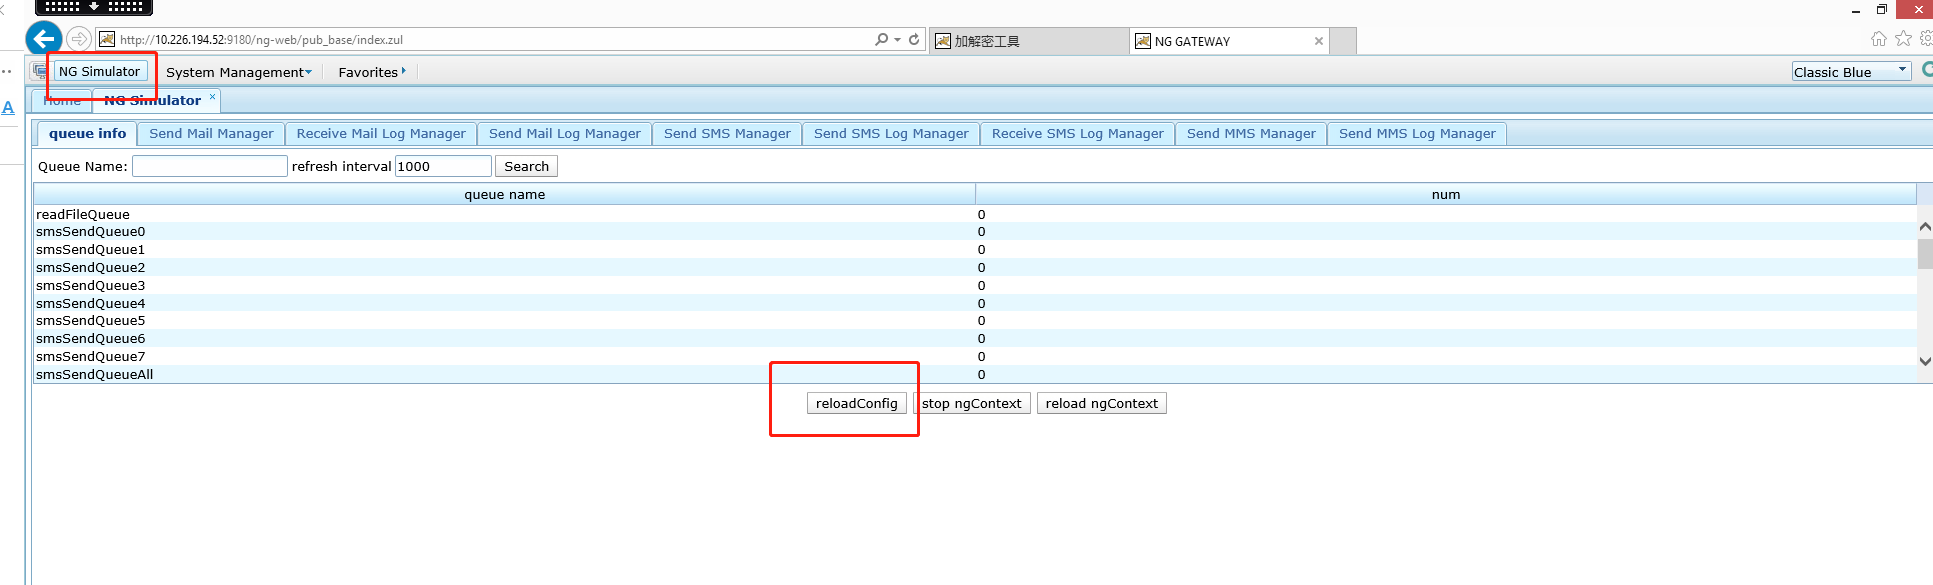 http://10.226.194.52:9180/ng-web/pub_base/index.zul 加解密工具 NG GATEWAY
NG Simulator System Management Favorites Classic Blue
A
Home NG Simulator
queue info Send Mail Manager Receive Mail Log Manager Send Mail Log Manager Send SMS Manager Send SMS Log Manager Receive SMS Log Manager Send MMS Manager Send MMS Log Manager
Queue Name: refresh interval 1000 Search
queue name num
readFileQueue 0
smsSendQueue0 0
smsSendQueue1 0
smsSendQueue2 0
smsSendQueue3 0
smsSendQueue4 0
smsSendQueue5 0
smsSendQueue6 0
smsSendQueue7 0
smsSendQueueAll 0
reloadConfig stop ngContext reload ngContext